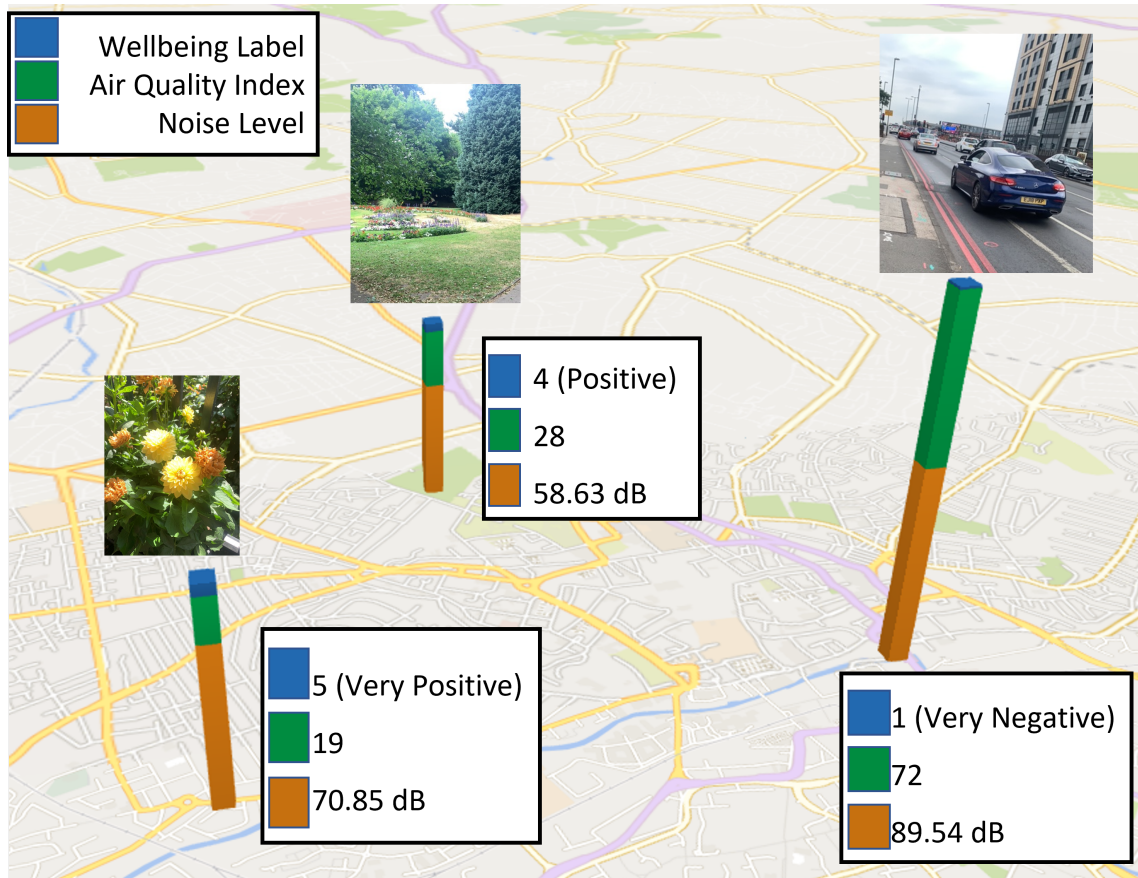 Wellbeing Label
Air Quality Index
Noise Level
4 (Positive)
28
58.63 dB
5 (Very Positive)
19
70.85 dB
1 (Very Negative)
72
89.54 dB